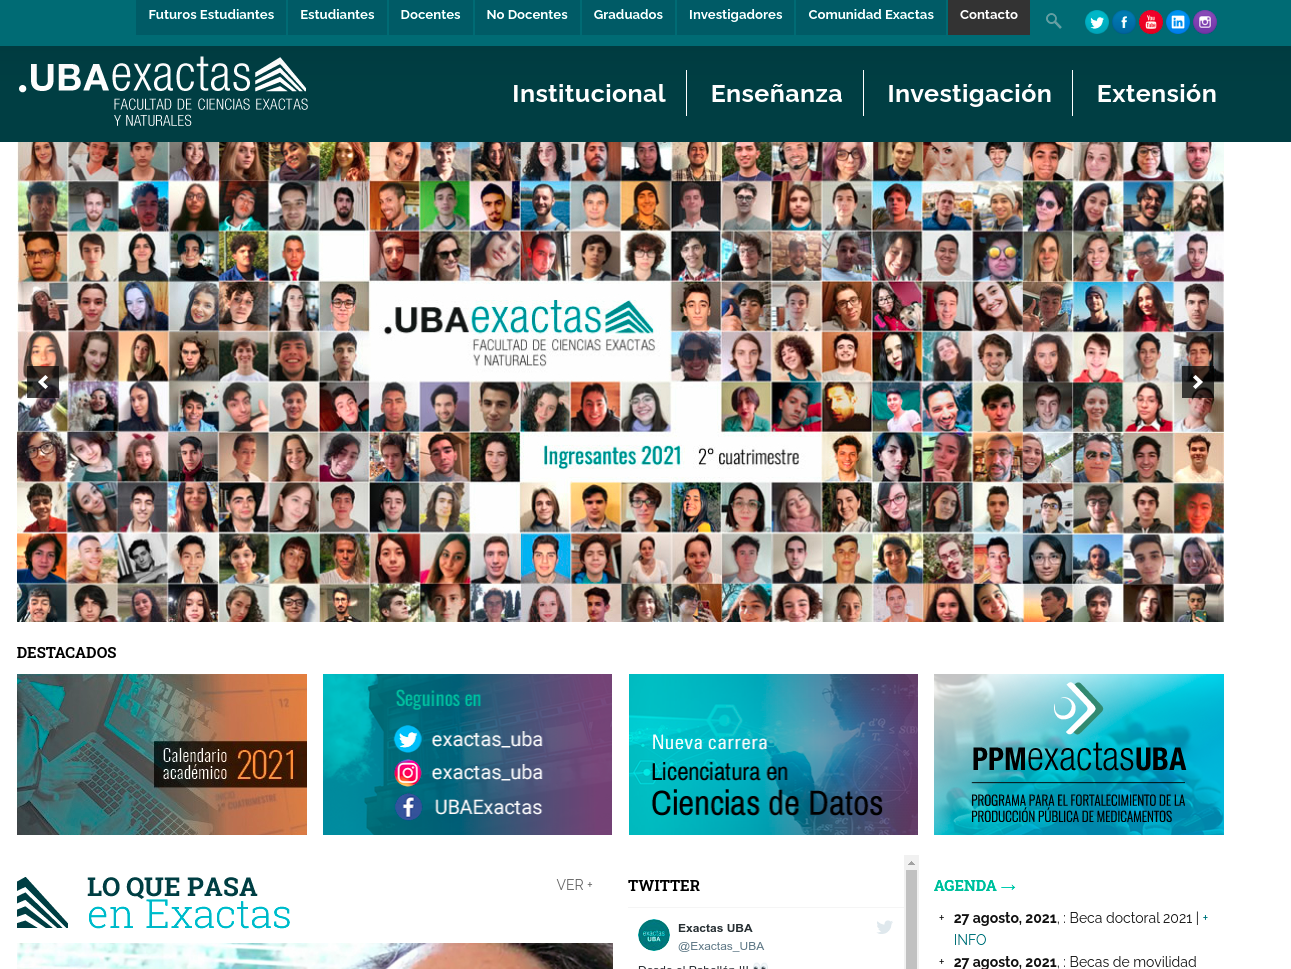 Futuros Estudiantes
Estudiantes
Docentes
No Docentes
Graduados
Investigadores
Comunidad Exactas
Contacto
.UBAexactas
FACULTAD DE CIENCIAS EXACTAS
Y NATURALES
Institucional
Enseñanza
Investigación
Extensión
.UBAexactas
FACULTAD DE CIENCIAS EXACTAS
Y NATURALES
Ingresantes 2021 2° cuatrimestre
DESTACADOS
Calendario
académico 2021
Seguinos en
exactas_uba
exactas_uba
UBAExactas
Nueva carrera
Licenciatura en
Ciencias de Datos
PPMexactasUBA
PROGRAMA PARA EL FORTALECIMIENTO DE LA
PRODUCCIÓN PÚBLICA DE MEDICAMENTOS
LO QUE PASA
en Exactas
VER +
TWITTER
Exactas UBA
@Exactas_UBA
AGENDA →
27 agosto, 2021, : Beca doctoral 2021 | +
INFO
27 agosto, 2021, : Becas de movilidad